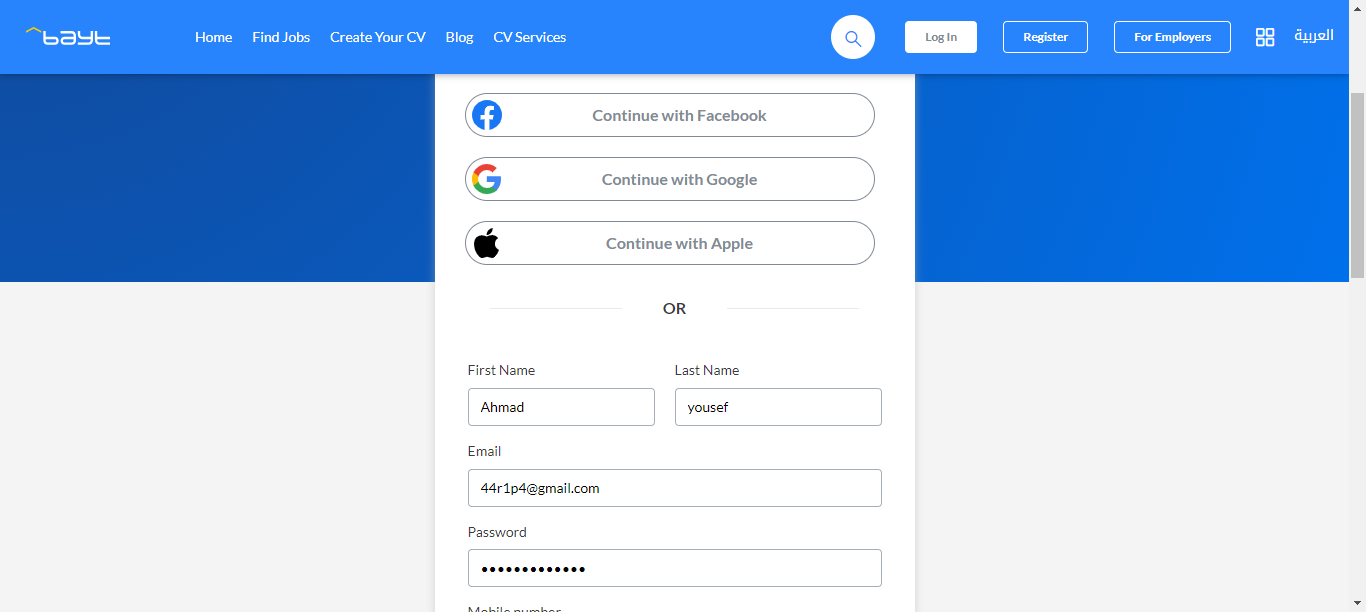 bayt Home Find Jobs Create Your CV Blog CV Services Log In Register For Employers العربية
Continue with Facebook
Continue with Google
Continue with Apple
OR
First Name Last Name
Ahmad yousef
Email
44r1p4@gmail.com
Password
•••••••••••••
Mobile number